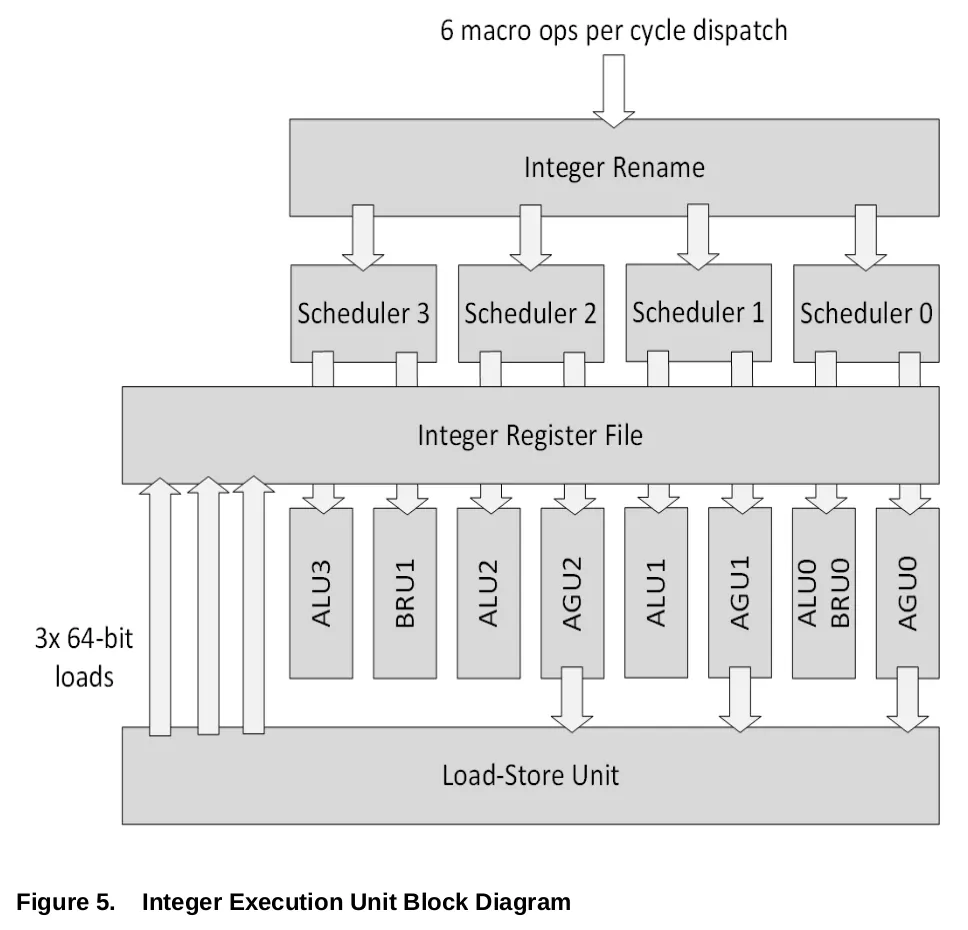 6 macro ops per cycle dispatch
Integer Rename
Scheduler 3
Scheduler 2
Scheduler 1
Scheduler 0
Integer Register File
ALU3
BRU1
ALU2
AGU2
ALU1
AGU1
ALU0
BRU0
AGU0
3x 64-bit
loads
Load-Store Unit
Figure 5. Integer Execution Unit Block Diagram